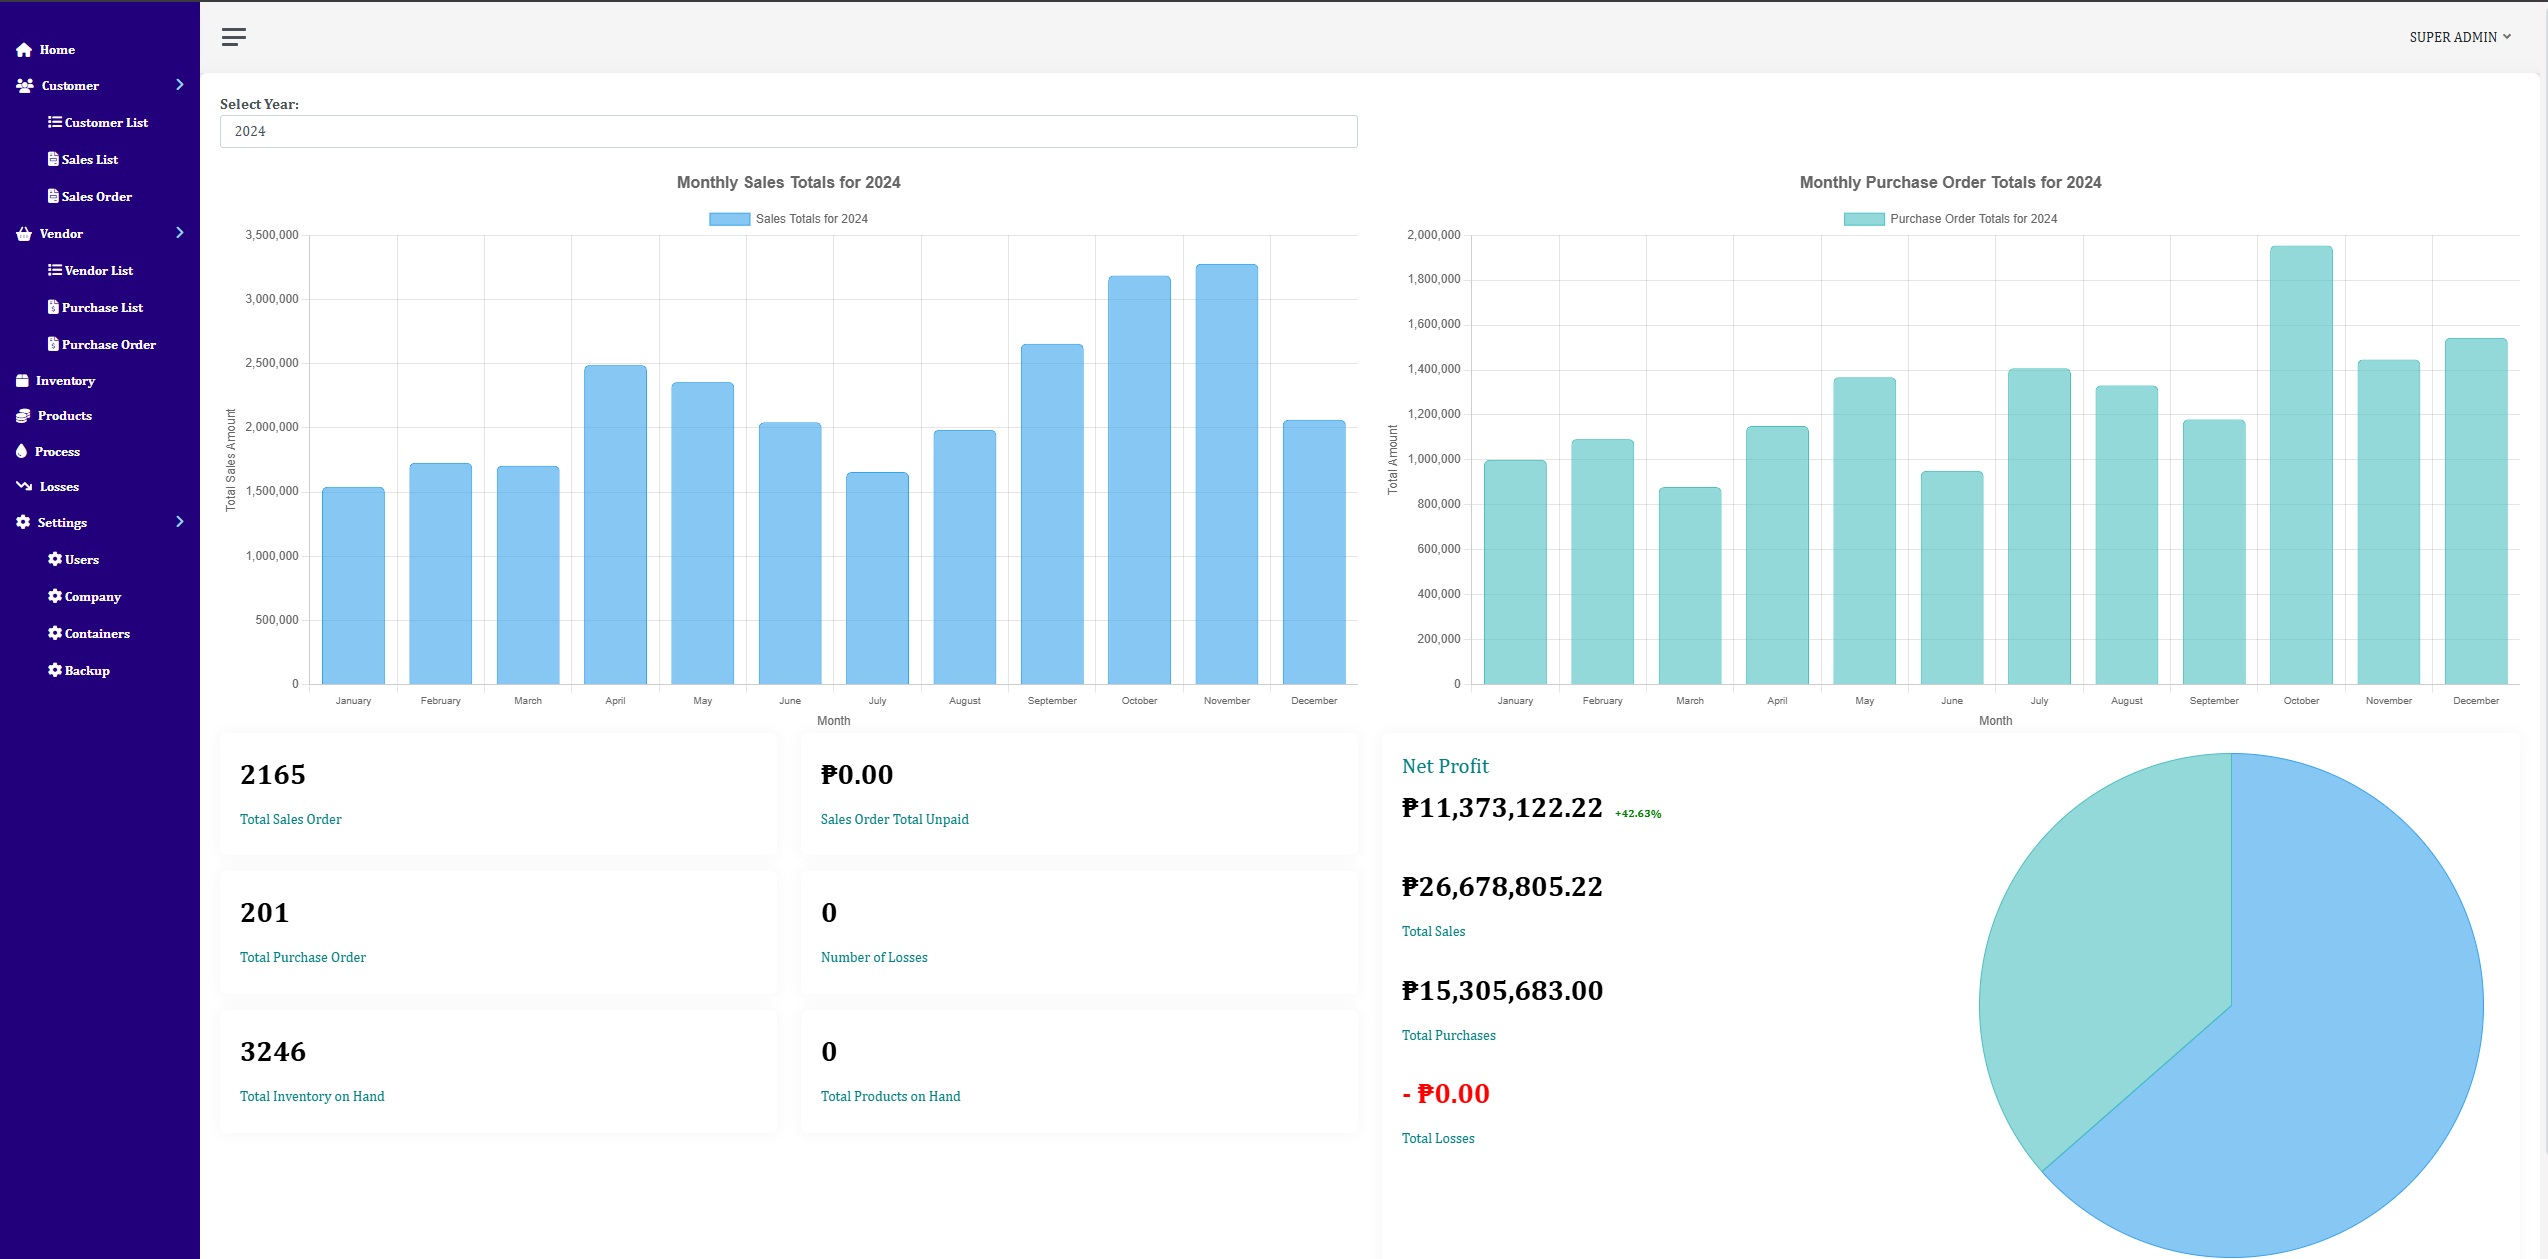 Home
Customer
Customer List
Sales List
Sales Order
Vendor
Vendor List
Purchase List
Purchase Order
Inventory
Products
Process
Losses
Settings
Users
Company
Containers
Backup
SUPER ADMIN
Select Year:
2024
Monthly Sales Totals for 2024
Sales Totals for 2024
Total Sales Amount
3,500,000
3,000,000
2,500,000
2,000,000
1,500,000
1,000,000
500,000
0
January February March April May June July August September October November December
Month
Monthly Purchase Order Totals for 2024
Purchase Order Totals for 2024
Total Amount
2,000,000
1,800,000
1,600,000
1,400,000
1,200,000
1,000,000
800,000
600,000
400,000
200,000
0
January February March April May June July August September October November December
Month
2165
Total Sales Order
₱0.00
Sales Order Total Unpaid
201
Total Purchase Order
0
Number of Losses
3246
Total Inventory on Hand
0
Total Products on Hand
Net Profit
₱11,373,122.22 +42.63%
₱26,678,805.22
Total Sales
₱15,305,683.00
Total Purchases
- ₱0.00
Total Losses